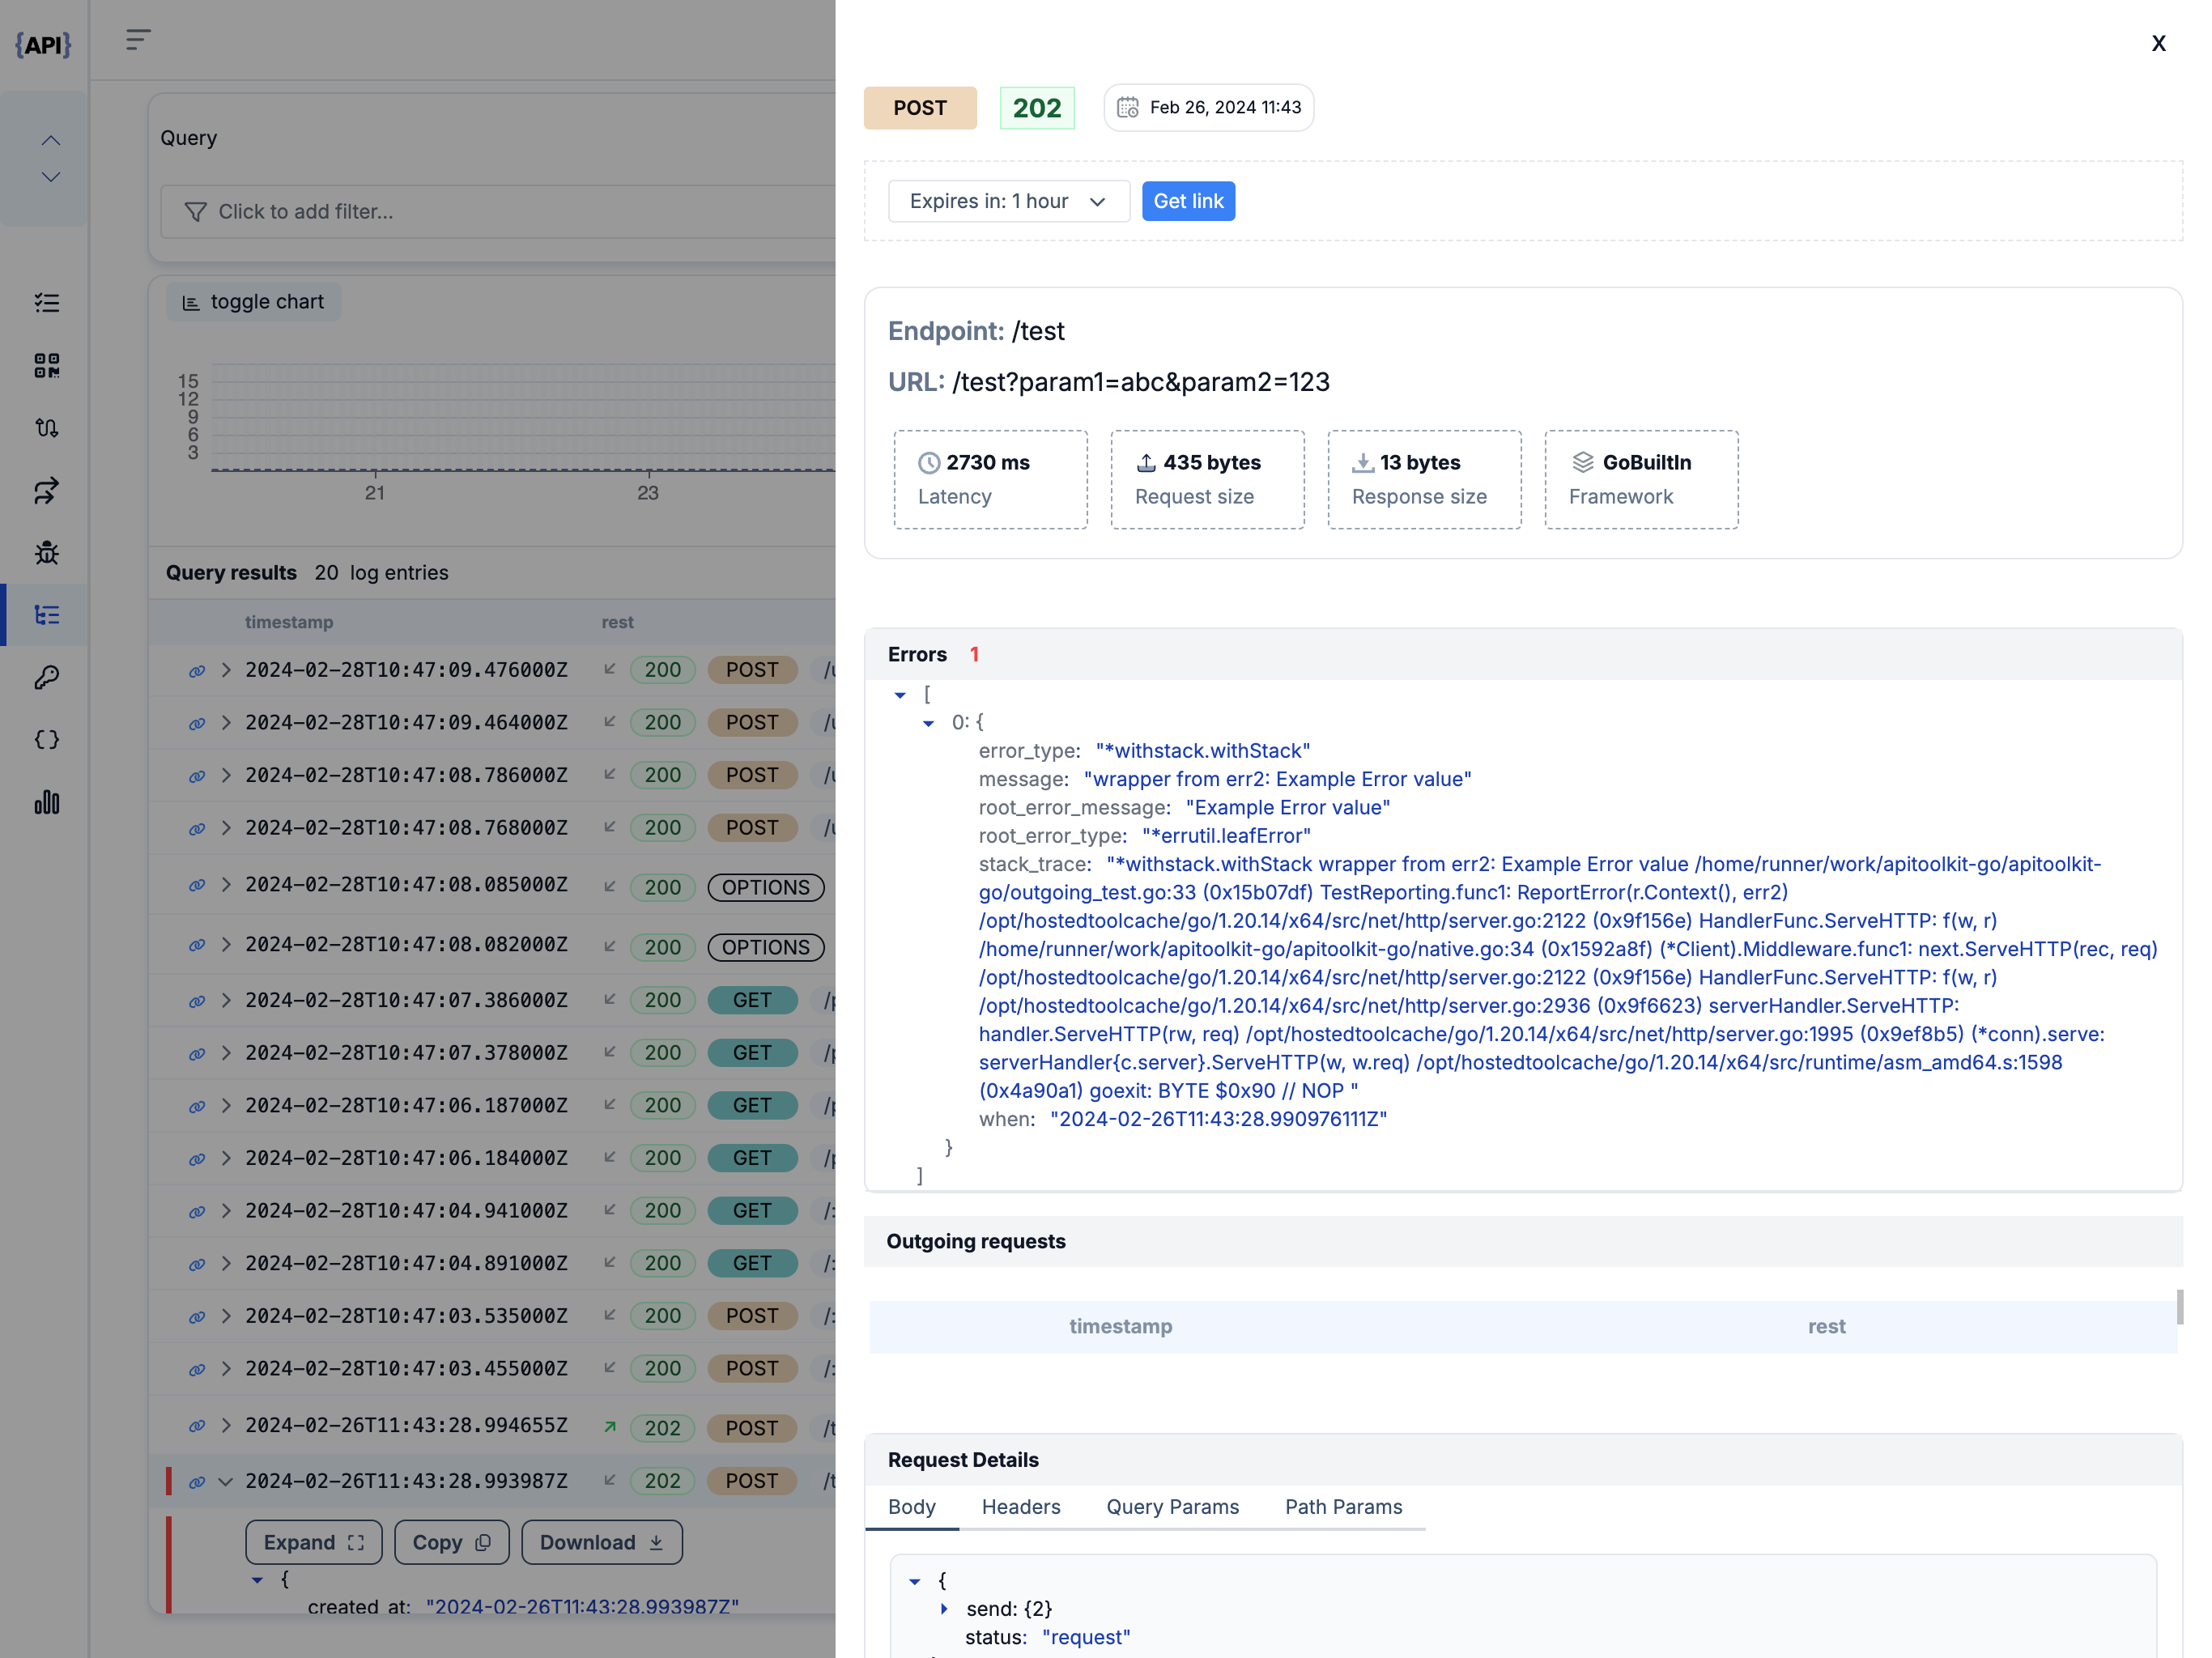 {API}
Query
Click to add filter...
toggle chart
15
12
9
6
3
21
23
Query results 20 log entries
timestamp rest
2024-02-28T10:47:09.476000Z 200 POST
2024-02-28T10:47:09.464000Z 200 POST
2024-02-28T10:47:08.786000Z 200 POST
2024-02-28T10:47:08.768000Z 200 POST
2024-02-28T10:47:08.085000Z 200 OPTIONS
2024-02-28T10:47:08.082000Z 200 OPTIONS
2024-02-28T10:47:07.386000Z 200 GET
2024-02-28T10:47:07.378000Z 200 GET
2024-02-28T10:47:06.187000Z 200 GET
2024-02-28T10:47:06.184000Z 200 GET
2024-02-28T10:47:04.941000Z 200 GET
2024-02-28T10:47:04.891000Z 200 GET
2024-02-28T10:47:03.535000Z 200 POST
2024-02-28T10:47:03.455000Z 200 POST
2024-02-26T11:43:28.994655Z 202 POST
2024-02-26T11:43:28.993987Z 202 POST
Expand Copy Download
{
created_at: "2024-02-26T11:43:28.993987Z"
X
POST 202 Feb 26, 2024 11:43
Expires in: 1 hour Get link
Endpoint: /test
URL: /test?param1=abc&param2=123
2730 ms
Latency
435 bytes
Request size
13 bytes
Response size
GoBuiltIn
Framework
Errors 1
[
0: {
error_type: "*withstack.withStack"
message: "wrapper from err2: Example Error value"
root_error_message: "Example Error value"
root_error_type: "*errutil.leafError"
stack_trace: "*withstack.withStack wrapper from err2: Example Error value /home/runner/work/apitoolkit-go/apitoolkit-
go/outgoing_test.go:33 (0x15b07df) TestReporting.func1: ReportError(r.Context(), err2)
/opt/hostedtoolcache/go/1.20.14/x64/src/net/http/server.go:2122 (0x9f156e) HandlerFunc.ServeHTTP: f(w, r)
/home/runner/work/apitoolkit-go/apitoolkit-go/native.go:34 (0x1592a8f) (*Client).Middleware.func1: next.ServeHTTP(rec, req)
/opt/hostedtoolcache/go/1.20.14/x64/src/net/http/server.go:2122 (0x9f156e) HandlerFunc.ServeHTTP: f(w, r)
/opt/hostedtoolcache/go/1.20.14/x64/src/net/http/server.go:2936 (0x9f6623) serverHandler.ServeHTTP:
handler.ServeHTTP(rw, req) /opt/hostedtoolcache/go/1.20.14/x64/src/net/http/server.go:1995 (0x9ef8b5) (*conn).serve:
serverHandler{c.server}.ServeHTTP(w, w.req) /opt/hostedtoolcache/go/1.20.14/x64/src/runtime/asm_amd64.s:1598
(0x4a90a1) goexit: BYTE $0x90 // NOP "
when: "2024-02-26T11:43:28.990976111Z"
}
]
Outgoing requests
timestamp rest
Request Details
Body Headers Query Params Path Params
{
send: {2}
status: "request"